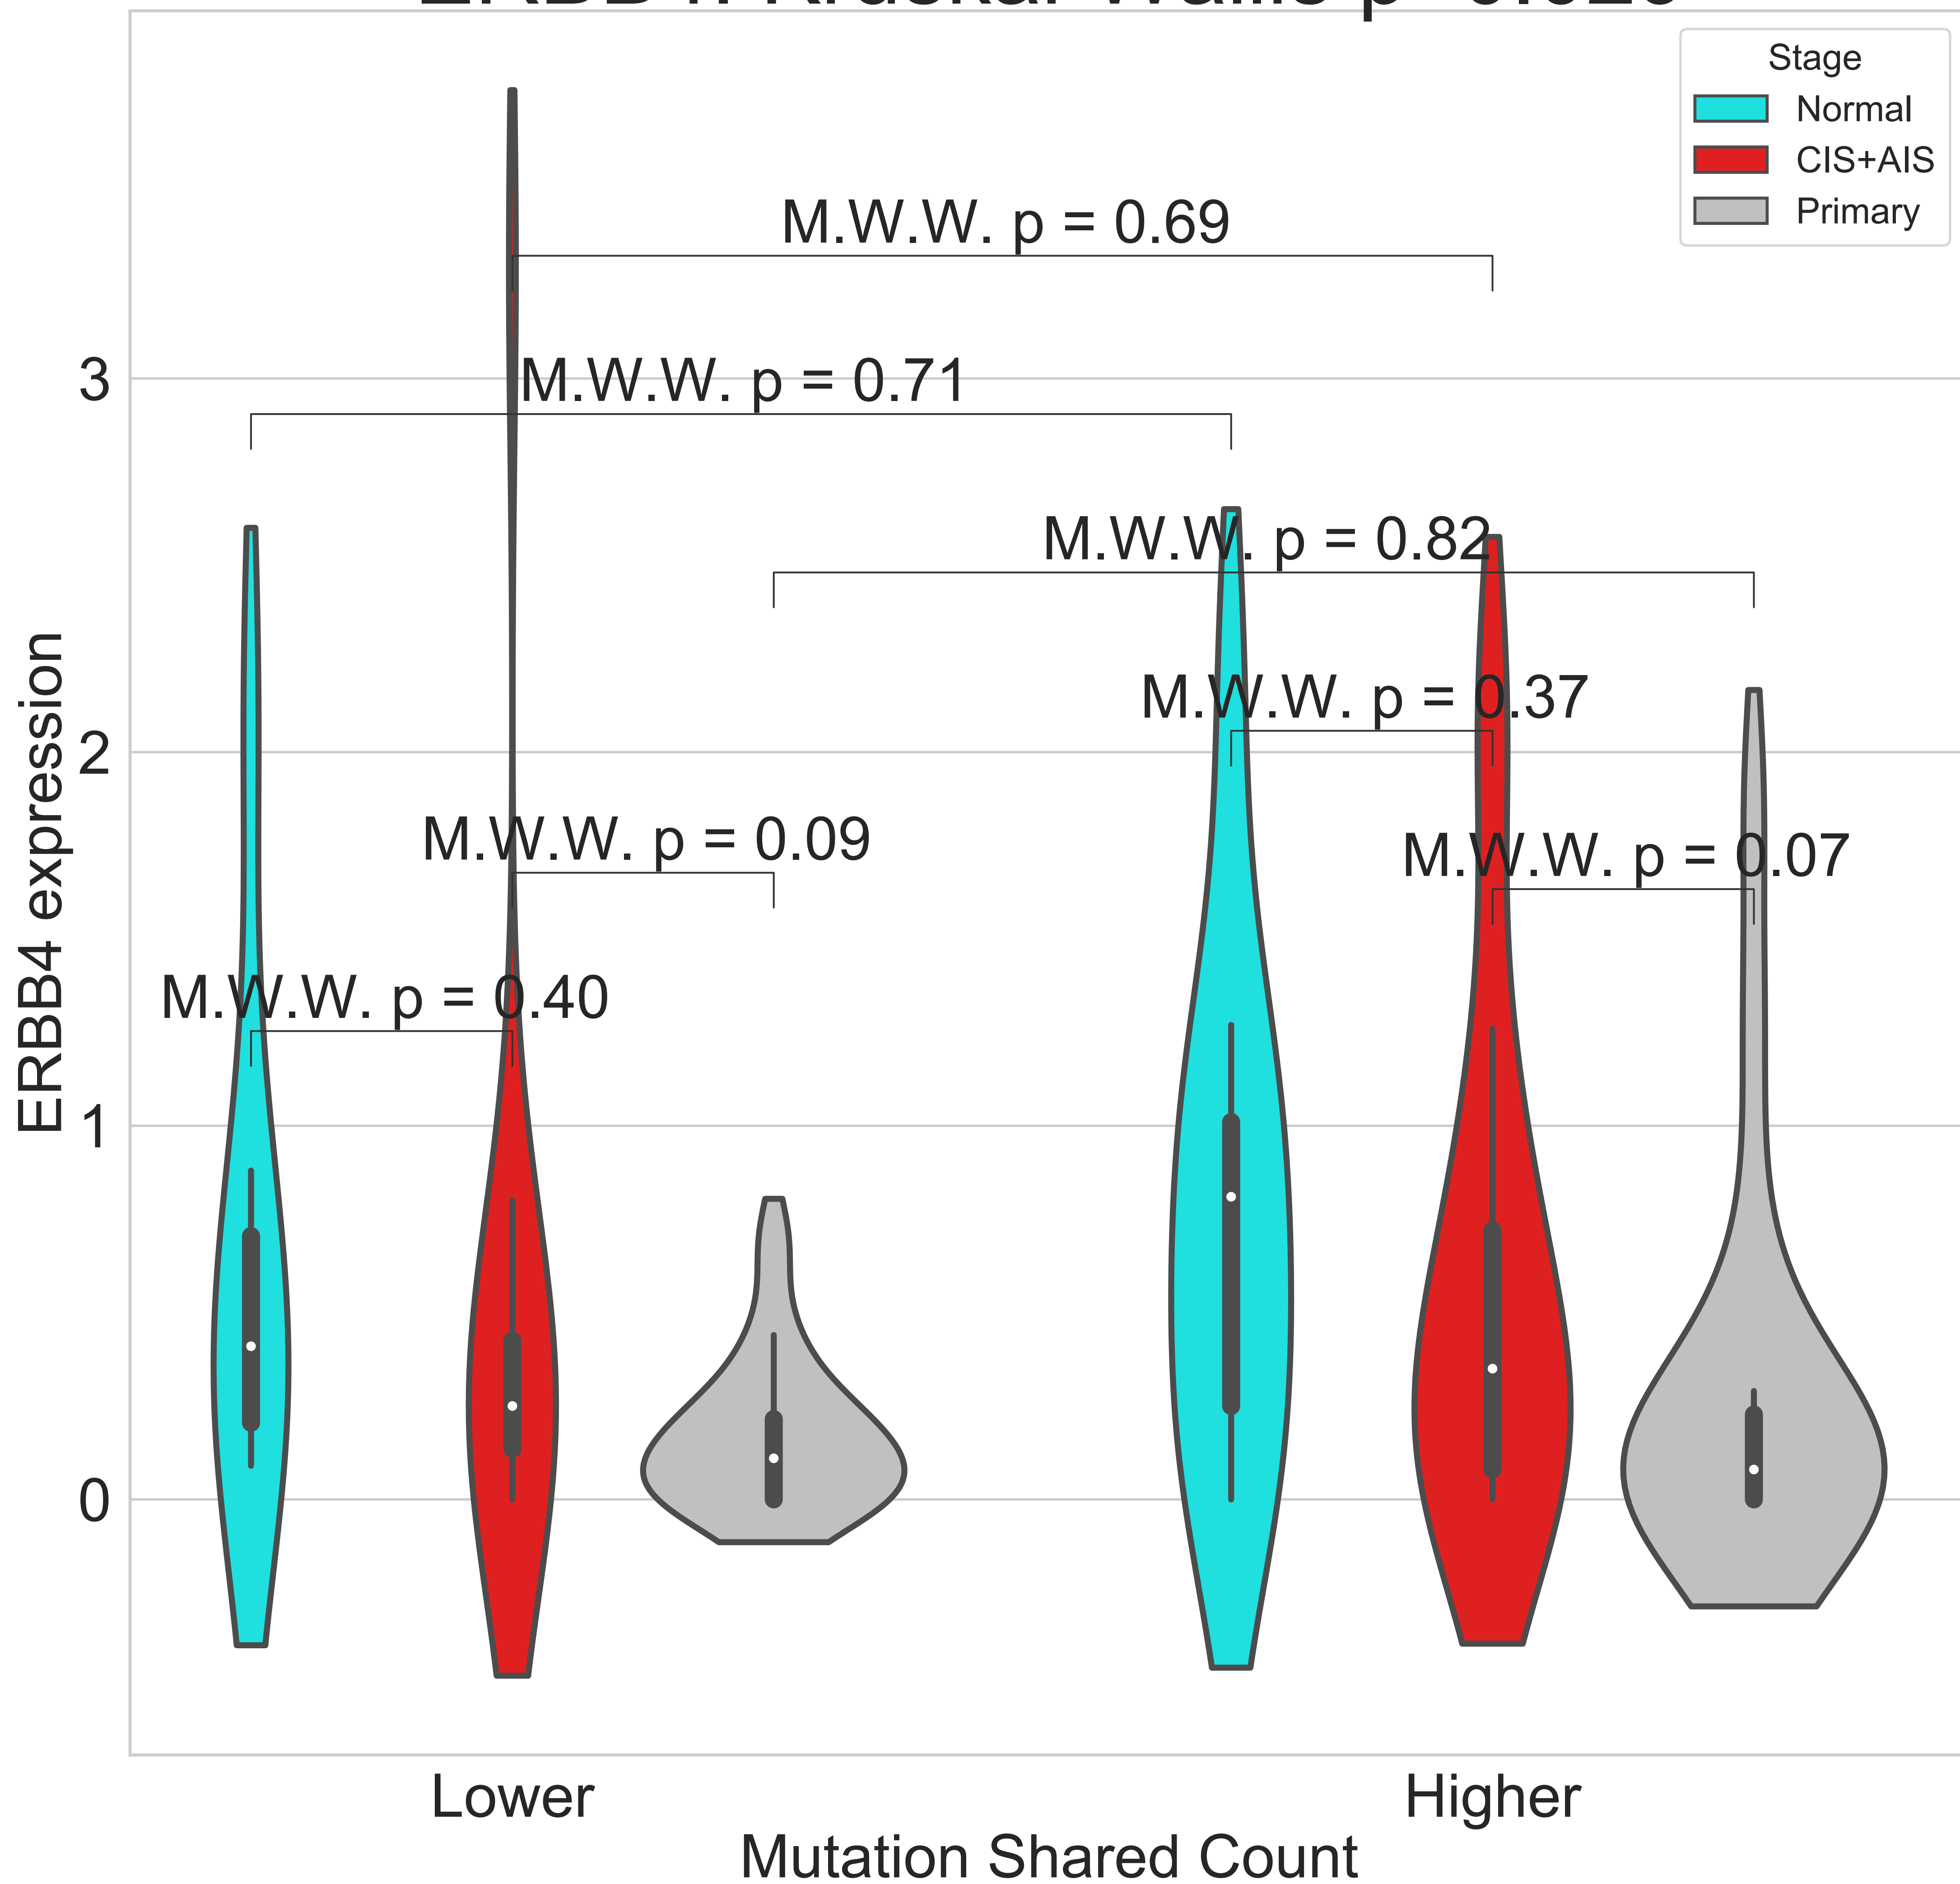 Stage
Normal
CIS+AIS
Primary
M.W.W. p = 0.69
M.W.W. p = 0.71
M.W.W. p = 0.82
M.W.W. p = 0.37
M.W.W. p = 0.09
M.W.W. p = 0.07
M.W.W. p = 0.40
3
2
1
0
ERBB4 expression
Lower
Higher
Mutation Shared Count